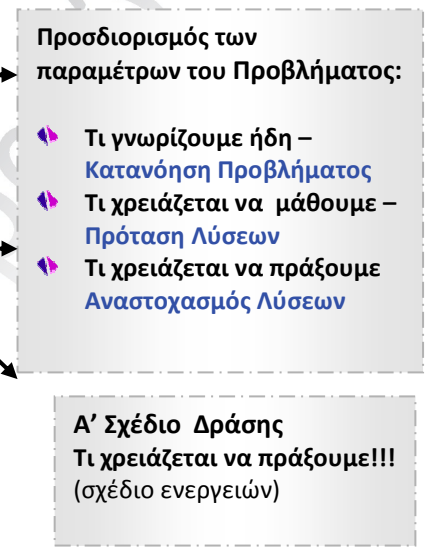 Προσδιορισμός των
παραμέτρων του Προβλήματος:
Τι γνωρίζουμε ήδη –
Κατανόηση Προβλήματος
Τι χρειάζεται να μάθουμε –
Πρόταση Λύσεων
Τι χρειάζεται να πράξουμε
Αναστοχασμός Λύσεων
Α’ Σχέδιο Δράσης
Τι χρειάζεται να πράξουμε!!!
(σχέδιο ενεργειών)